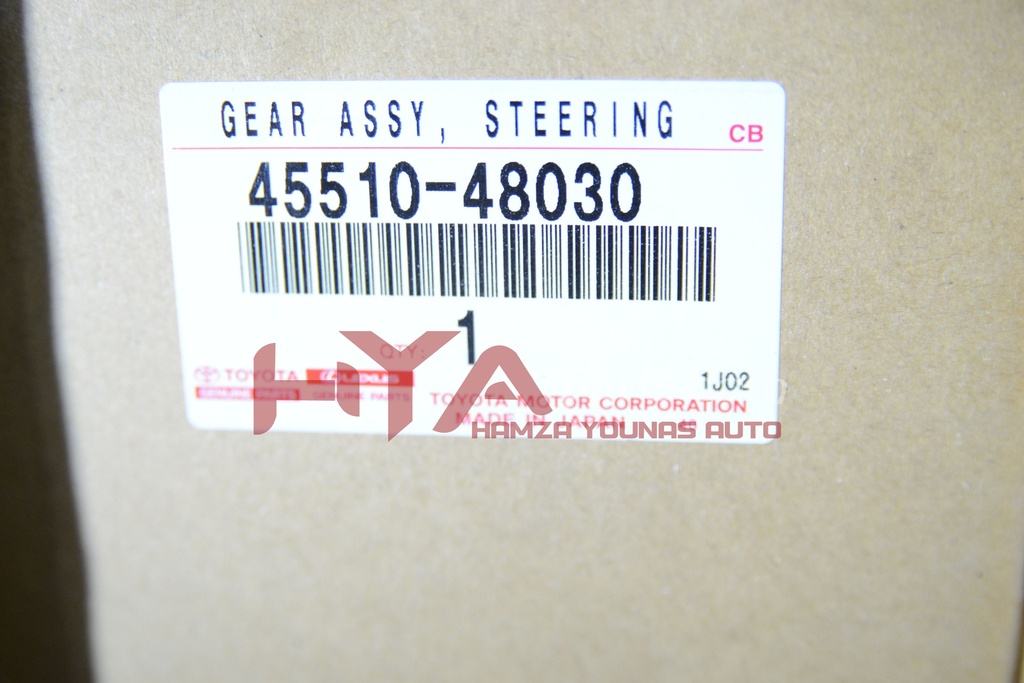 GEAR ASSY, STEERING CB
45510-48030
QTY: 1
TOYOTA LEXUS 1J02
GENUINE PARTS GENUINE PARTS
HYA
TOYOTA MOTOR CORPORATION
MADE IN JAPAN
HAMZA YOUNAS AUTO